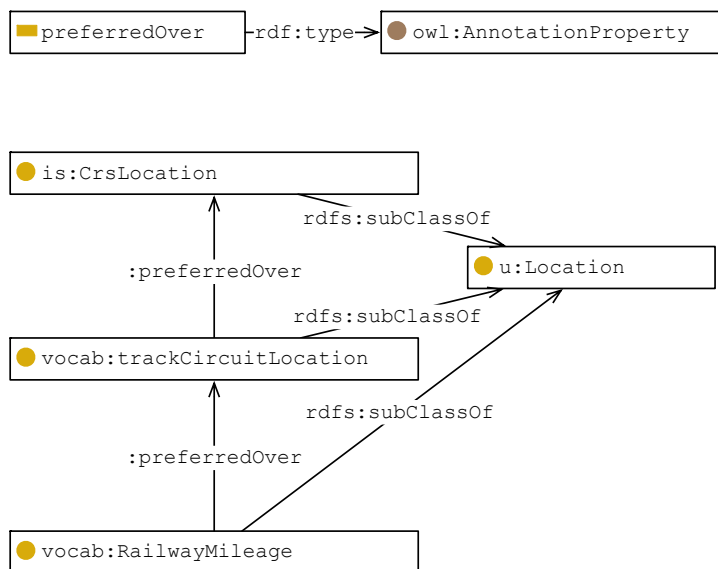 preferredOver
rdf:type
owl:AnnotationProperty
is:CrsLocation
rdfs:subClassOf
u:Location
:preferredOver
rdfs:subClassOf
vocab:trackCircuitLocation
rdfs:subClassOf
:preferredOver
vocab:RailwayMileage